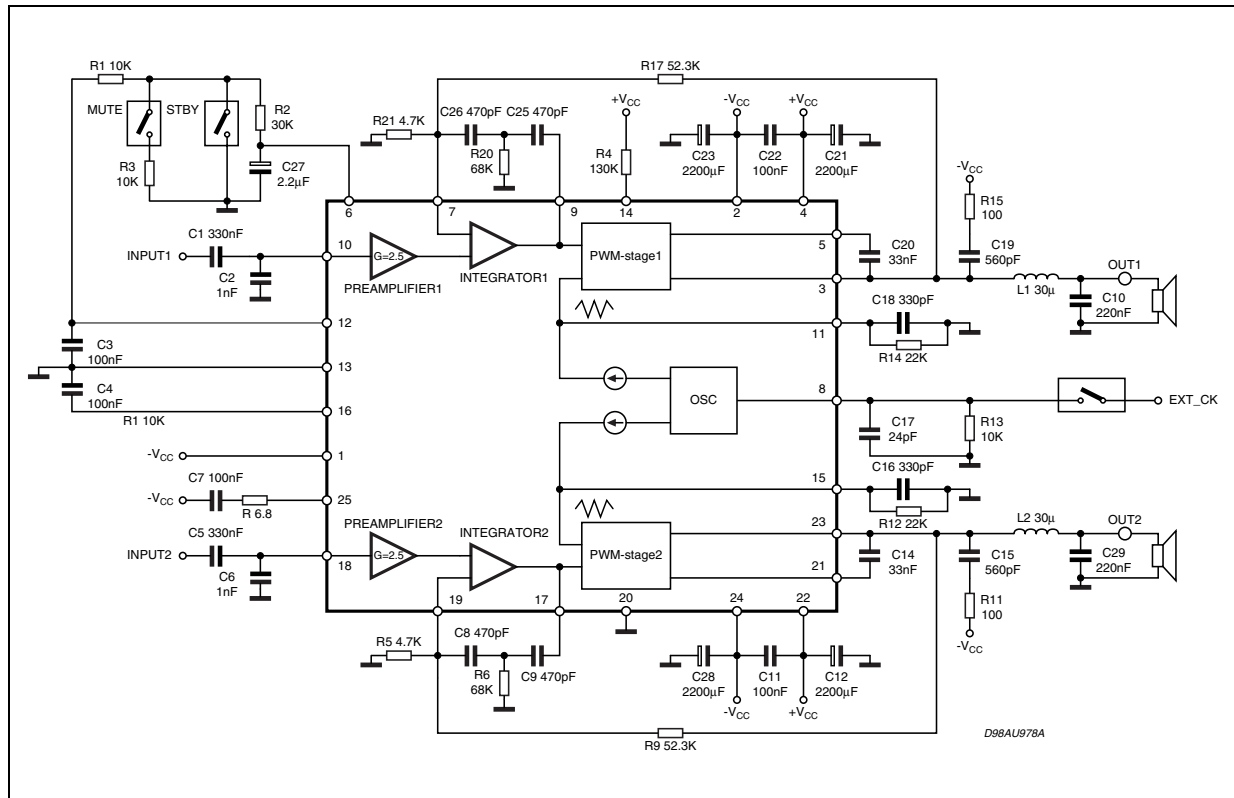 R1 10K
R17 52.3K
MUTE
STBY
R2
30K
R3
10K
C27
2.2μF
R21 4.7K
C26 470pF
C25 470pF
R20
68K
+VCC
R4
130K
-VCC
+VCC
C23
2200μF
C22
100nF
C21
2200μF
-VCC
R15
100
C19
560pF
6
7
9
14
2
4
INPUT1
C1 330nF
C2
1nF
10
G=2.5
PREAMPLIFIER1
INTEGRATOR1
PWM-stage1
5
3
C20
33nF
L1 30μ
OUT1
C10
220nF
C3
100nF
12
11
C18 330pF
R14 22K
13
C4
100nF
R1 10K
16
OSC
8
C17
24pF
R13
10K
EXT_CK
-VCC
1
-VCC
C7 100nF
R 6.8
25
15
C16 330pF
R12 22K
INPUT2
C5 330nF
C6
1nF
18
PREAMPLIFIER2
G=2.5
INTEGRATOR2
PWM-stage2
23
21
C14
33nF
C15
560pF
R11
100
-VCC
L2 30μ
OUT2
C29
220nF
19
17
20
24
22
R5 4.7K
C8 470pF
R6
68K
C9 470pF
C28
2200μF
C11
100nF
C12
2200μF
-VCC
+VCC
R9 52.3K
D98AU978A